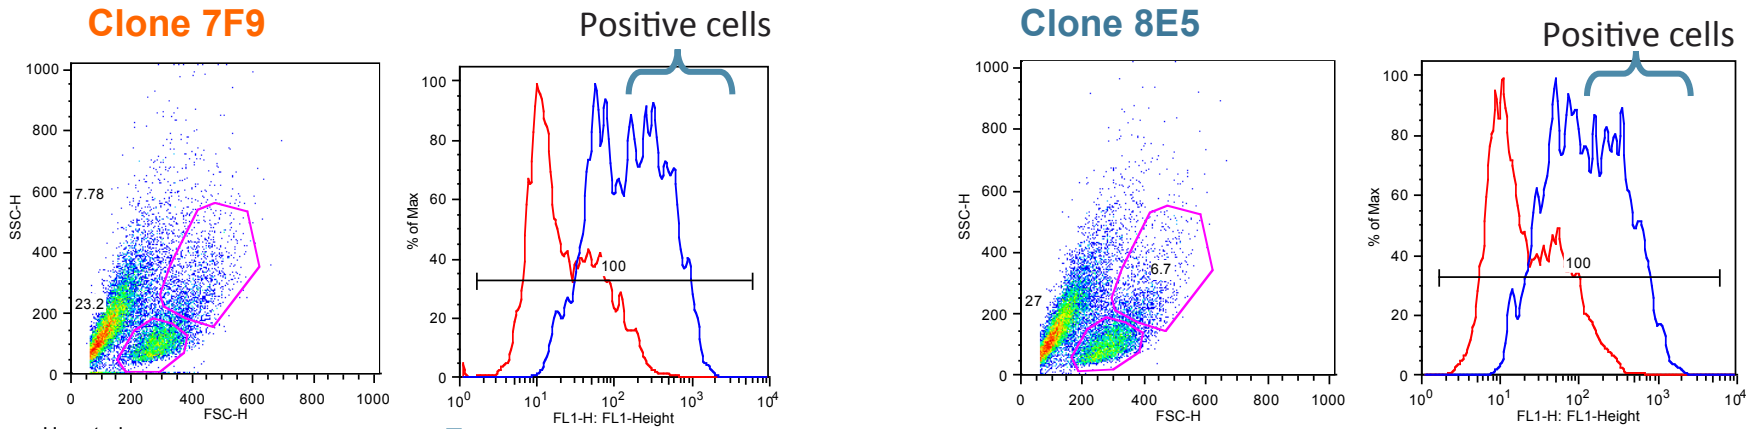 Clone 7F9
Positive cells
Clone 8E5
Positive cells
1000
800
600
400
200
0
SSC-H
7.78
23.2
0 200 400 600 800 1000
FSC-H
100
80
60
40
20
0
% of Max
100
10^0 10^1 10^2 10^3 10^4
FL1-H: FL1-Height
1000
800
600
400
200
0
SSC-H
6.7
27
0 200 400 600 800 1000
FSC-H
100
80
60
40
20
0
% of Max
100
10^0 10^1 10^2 10^3 10^4
FL1-H: FL1-Height